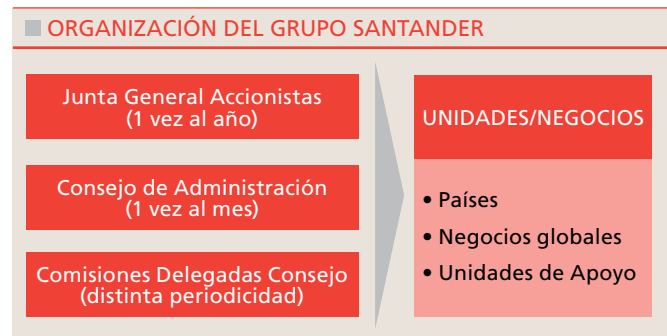 ORGANIZACIÓN DEL GRUPO SANTANDER
Junta General Accionistas
(1 vez al año)
Consejo de Administración
(1 vez al mes)
Comisiones Delegadas Consejo
(distinta periodicidad)
UNIDADES/NEGOCIOS
• Países
• Negocios globales
• Unidades de Apoyo